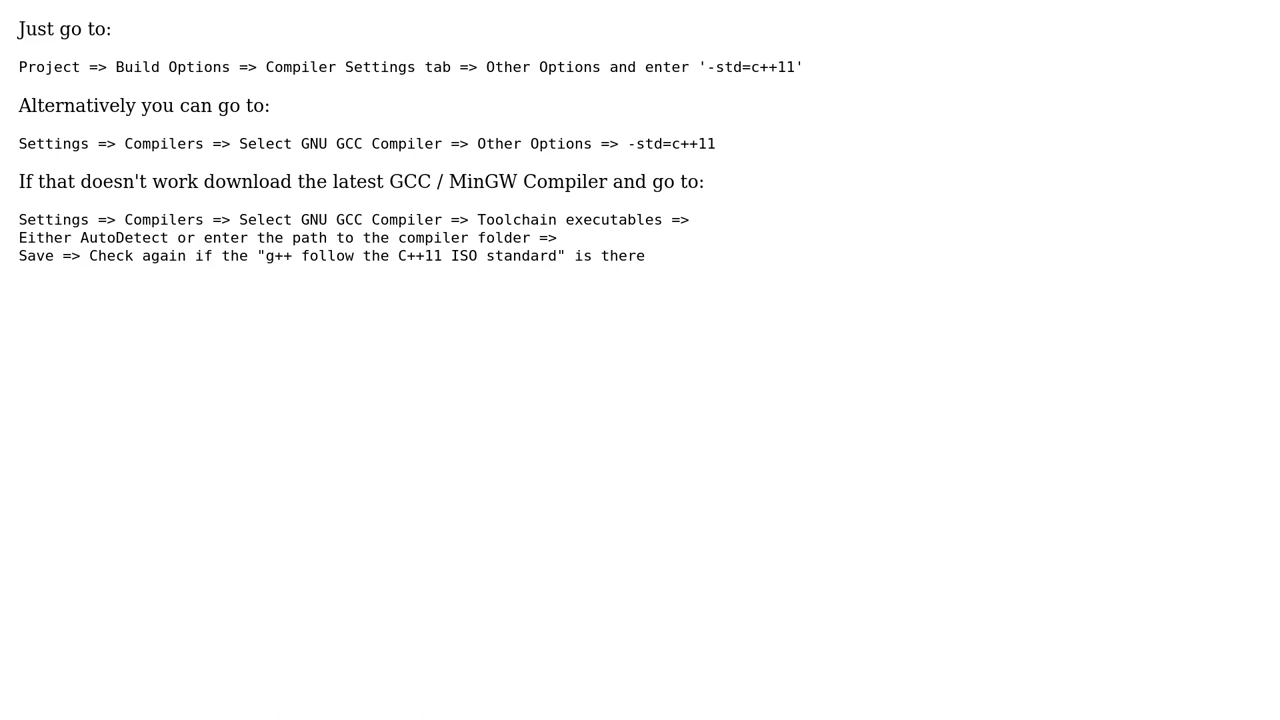 Just go to:
Project => Build Options => Compiler Settings tab => Other Options and enter '-std=c++11'
Alternatively you can go to:
Settings => Compilers => Select GNU GCC Compiler => Other Options => -std=c++11
If that doesn't work download the latest GCC / MinGW Compiler and go to:
Settings => Compilers => Select GNU GCC Compiler => Toolchain executables =>
Either AutoDetect or enter the path to the compiler folder =>
Save => Check again if the "g++ follow the C++11 ISO standard" is there